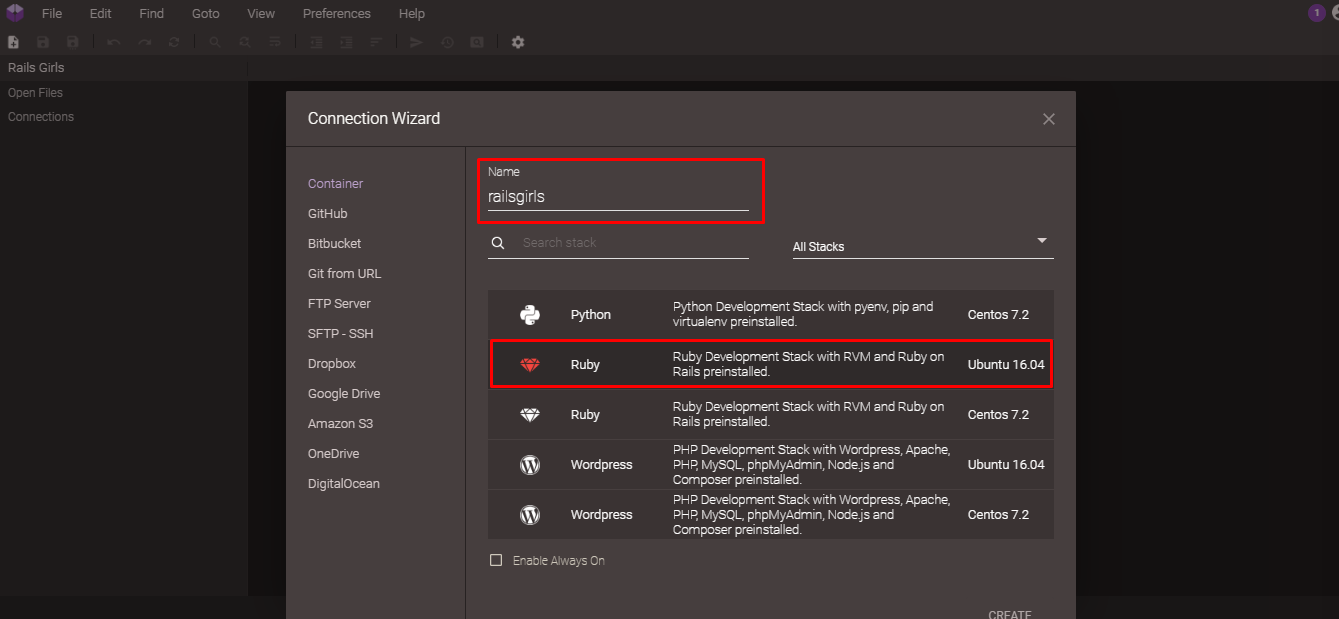 File Edit Find Goto View Preferences Help
1
Rails Girls
Open Files
Connections
Connection Wizard
Container
GitHub
Bitbucket
Git from URL
FTP Server
SFTP - SSH
Dropbox
Google Drive
Amazon S3
OneDrive
DigitalOcean
Name
railsgirls
Search stack
All Stacks
Python
Python Development Stack with pyenv, pip and
virtualenv preinstalled.
Centos 7.2
Ruby
Ruby Development Stack with RVM and Ruby on
Rails preinstalled.
Ubuntu 16.04
Ruby
Ruby Development Stack with RVM and Ruby on
Rails preinstalled.
Centos 7.2
Wordpress
PHP Development Stack with Wordpress, Apache,
PHP, MySQL, phpMyAdmin, Node.js and
Composer preinstalled.
Ubuntu 16.04
Wordpress
PHP Development Stack with Wordpress, Apache,
PHP, MySQL, phpMyAdmin, Node.js and
Composer preinstalled.
Centos 7.2
Enable Always On
CREATE